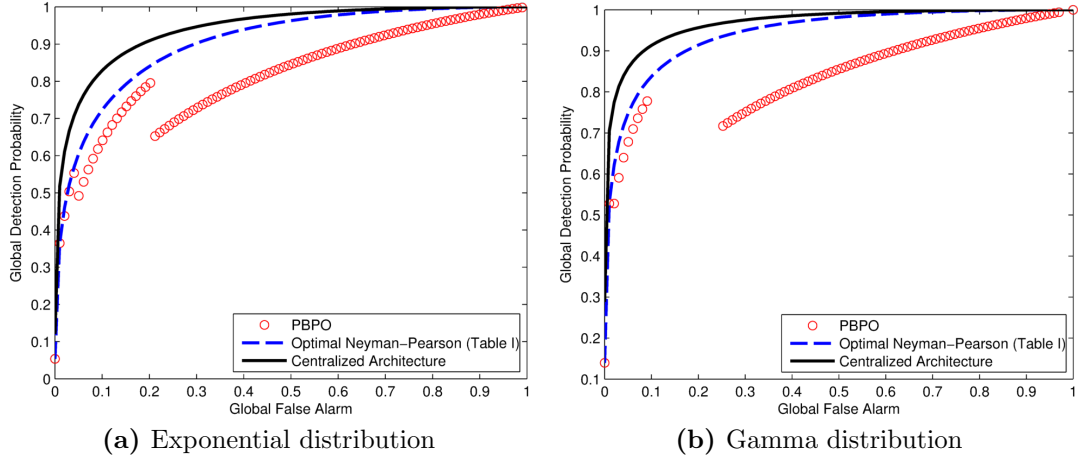 1
0.9
0.8
0.7
0.6
0.5
0.4
0.3
0.2
0.1
0
Global Detection Probability
0 0.1 0.2 0.3 0.4 0.5 0.6 0.7 0.8 0.9 1
Global False Alarm
PBPO
Optimal Neyman−Pearson (Table I)
Centralized Architecture
(a) Exponential distribution
1
0.9
0.8
0.7
0.6
0.5
0.4
0.3
0.2
0.1
Global Detection Probability
0 0.1 0.2 0.3 0.4 0.5 0.6 0.7 0.8 0.9 1
Global False Alarm
PBPO
Optimal Neyman−Pearson (Table I)
Centralized Architecture
(b) Gamma distribution